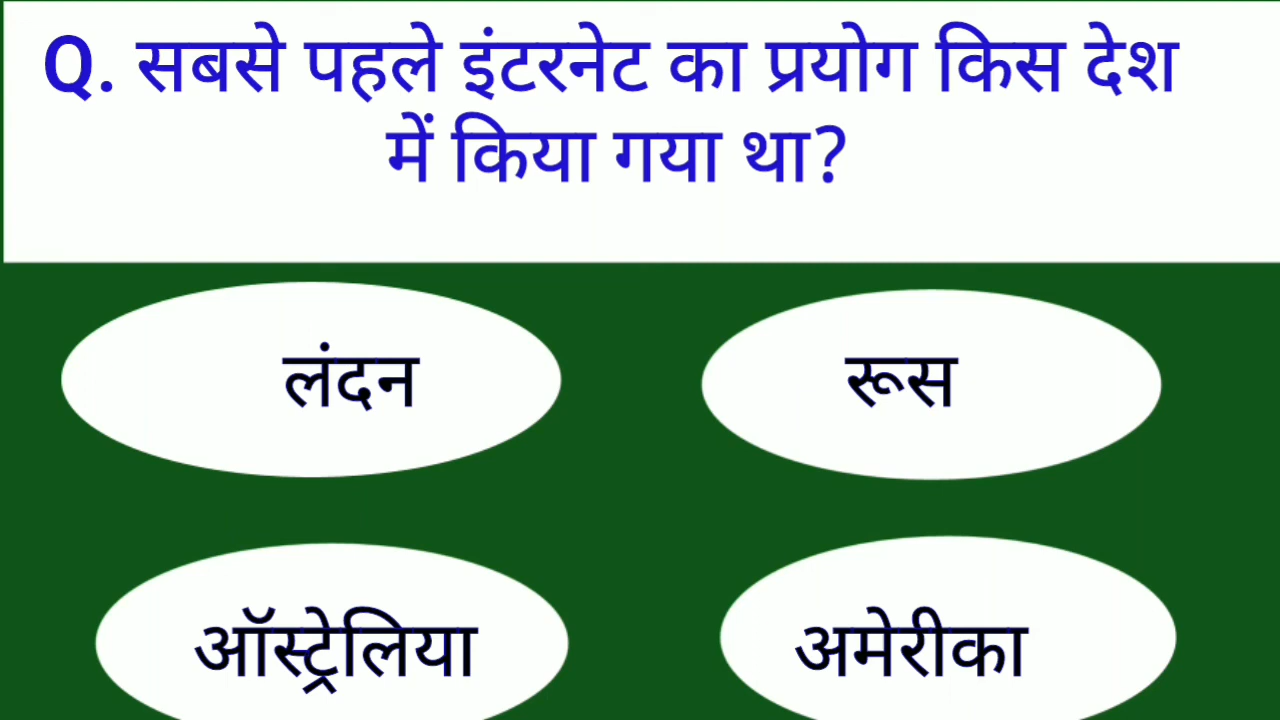 Q. सबसे पहले इंटरनेट का प्रयोग किस देश
में किया गया था?
लंदन
रूस
ऑस्ट्रेलिया
अमेरीका